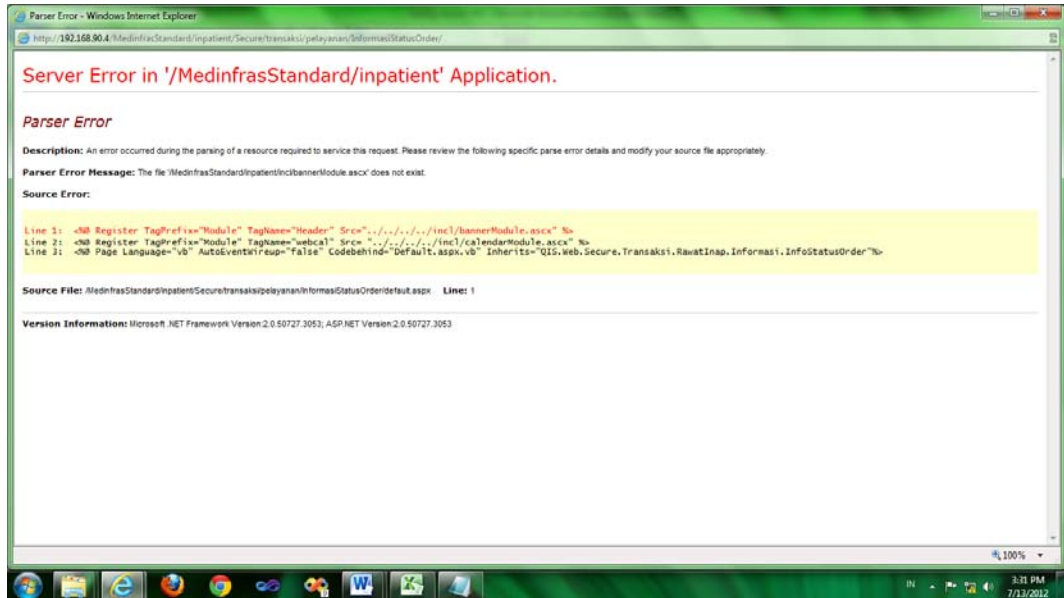 Parser Error - Windows Internet Explorer
http://192.168.90.4/MedinfrasStandard/inpatient/Secure/transaksi/pelayanan/InformasiStatusOrder/
Server Error in '/MedinfrasStandard/inpatient' Application.
Parser Error
Description: An error occurred during the parsing of a resource required to service this request. Please review the following specific parse error details and modify your source file appropriately.
Parser Error Message: The file '/MedinfrasStandard/inpatient/incl/bannerModule.ascx' does not exist.
Source Error:
Line 1: <%@ Register TagPrefix="Module" TagName="Header" Src="../../../../incl/bannerModule.ascx" %>
Line 2: <%@ Register TagPrefix="Module" TagName="webcal" Src= "../../../../incl/calendarModule.ascx" %>
Line 3: <%@ Page Language="vb" AutoEventWireup="false" Codebehind="Default.aspx.vb" Inherits="QIS.Web.Secure.Transaksi.RawatInap.Informasi.InfoStatusOrder"%>
Source File: /MedinfrasStandard/inpatient/Secure/transaksi/pelayanan/InformasiStatusOrder/default.aspx Line: 1
Version Information: Microsoft .NET Framework Version:2.0.50727.3053; ASP.NET Version:2.0.50727.3053
100%
IN
3:31 PM
7/13/2012